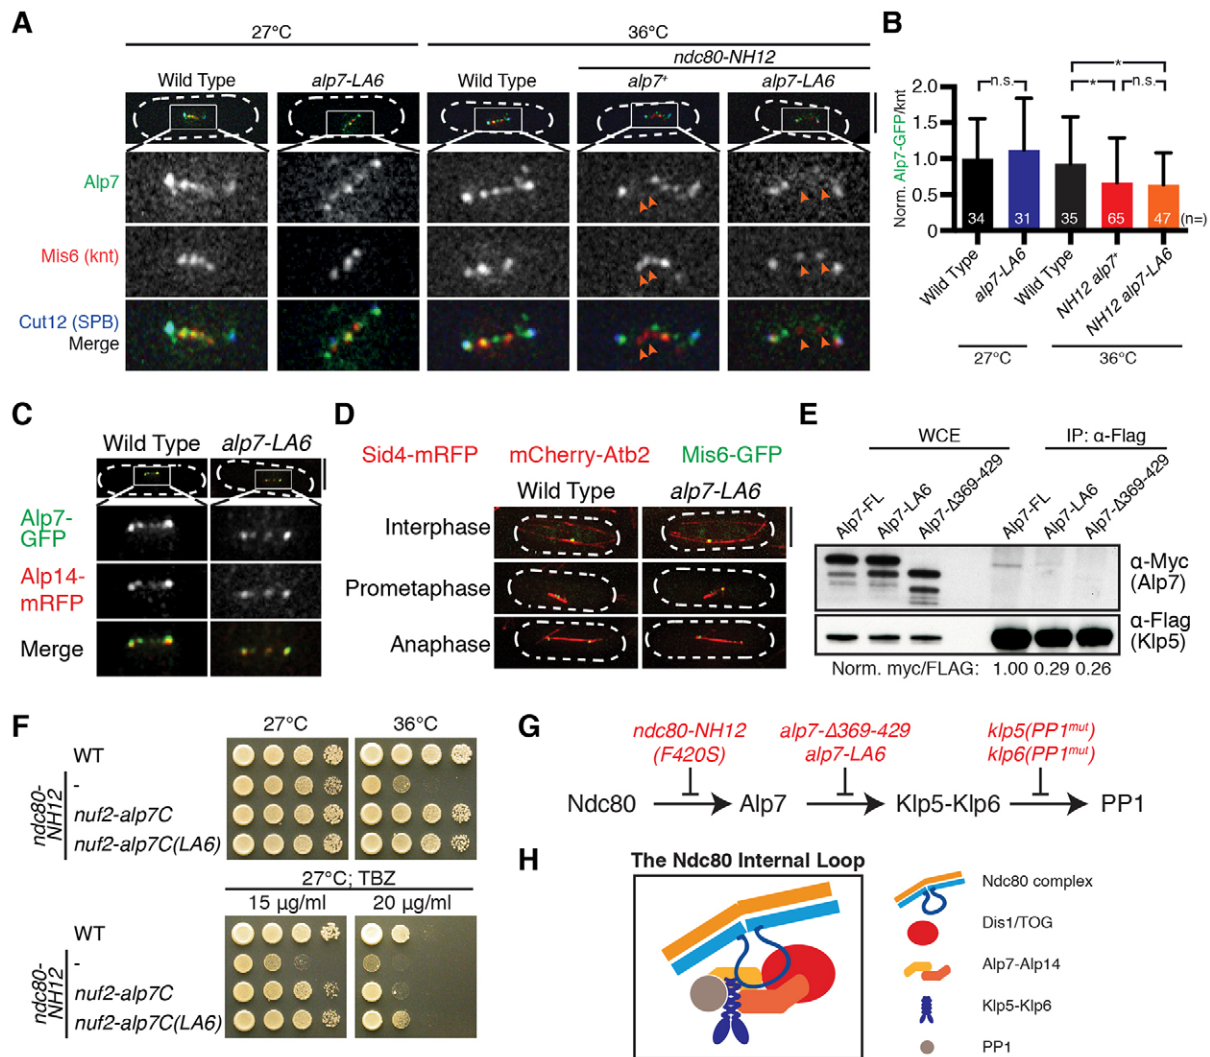 A
27°C
36°C
ndc80-NH12
Wild Type
alp7-LA6
Wild Type
alp7+
alp7-LA6
Alp7
Mis6 (knt)
Cut12 (SPB)
Merge
B
Norm. Alp7-GFP/knt
2.0
1.5
1.0
0.5
0
n.s.
*
*
n.s.
34
31
35
65
47
(n=)
Wild Type
alp7-LA6
Wild Type
NH12 alp7+
NH12 alp7-LA6
27°C
36°C
C
Wild Type
alp7-LA6
Alp7-
GFP
Alp14-
mRFP
Merge
D
Sid4-mRFP
mCherry-Atb2
Mis6-GFP
Wild Type
alp7-LA6
Interphase
Prometaphase
Anaphase
E
WCE
IP: α-Flag
Alp7-FL
Alp7-LA6
Alp7-Δ369-429
Alp7-FL
Alp7-LA6
Alp7-Δ369-429
α-Myc
(Alp7)
α-Flag
(Klp5)
Norm. myc/FLAG: 1.00 0.29 0.26
F
27°C
36°C
WT
ndc80-
NH12
-
nuf2-alp7C
nuf2-alp7C(LA6)
27°C; TBZ
15 μg/ml
20 μg/ml
WT
ndc80-
NH12
-
nuf2-alp7C
nuf2-alp7C(LA6)
G
ndc80-NH12
(F420S)
alp7-Δ369-429
alp7-LA6
klp5(PP1mut)
klp6(PP1mut)
Ndc80
Alp7
Klp5-Klp6
PP1
H
The Ndc80 Internal Loop
Ndc80 complex
Dis1/TOG
Alp7-Alp14
Klp5-Klp6
PP1